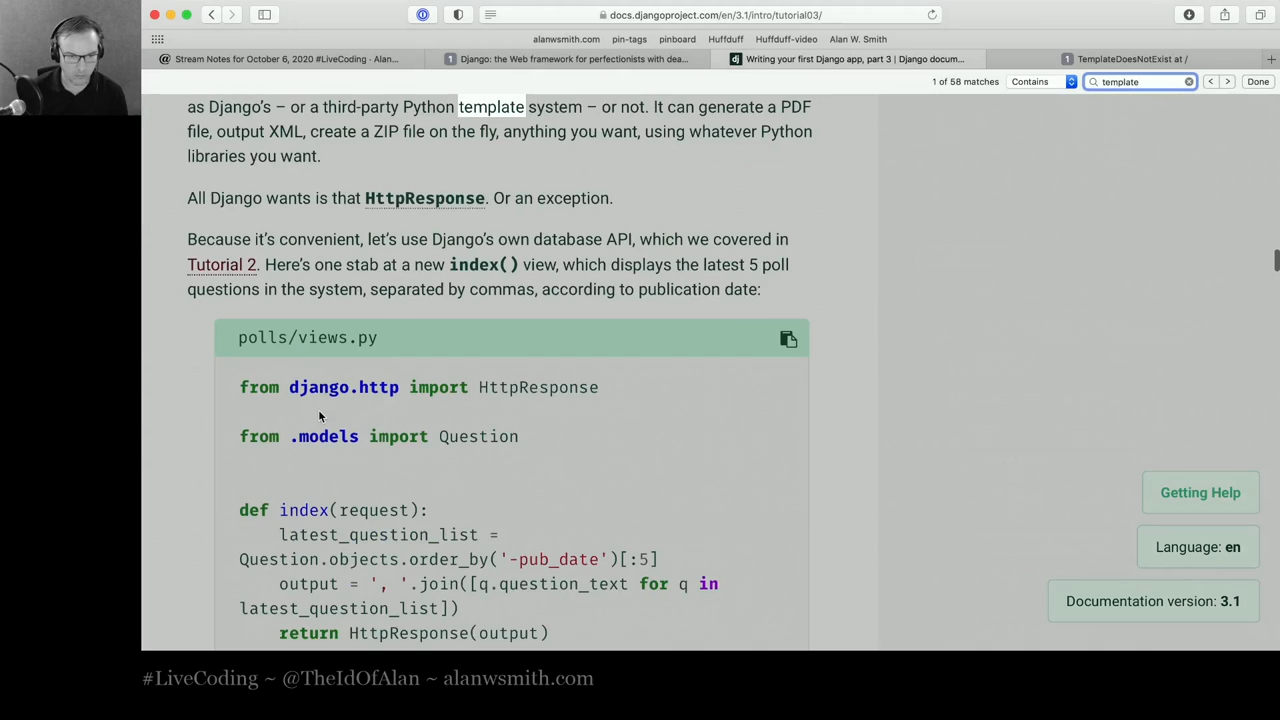 docs.djangoproject.com/en/3.1/intro/tutorial03/
alanwsmith.com pin-tags pinboard Huffduff Huffduff-video Alan W. Smith
@ Stream Notes for October 6, 2020 #LiveCoding - Alan...
1 Django: the Web framework for perfectionists with dea...
dj Writing your first Django app, part 3 | Django docum...
1 TemplateDoesNotExist at /
1 of 58 matches Contains template Done
as Django's – or a third-party Python template system – or not. It can generate a PDF
file, output XML, create a ZIP file on the fly, anything you want, using whatever Python
libraries you want.
All Django wants is that HttpResponse. Or an exception.
Because it's convenient, let's use Django's own database API, which we covered in
Tutorial 2. Here's one stab at a new index() view, which displays the latest 5 poll
questions in the system, separated by commas, according to publication date:
polls/views.py
from django.http import HttpResponse
from .models import Question
def index(request):
latest_question_list =
Question.objects.order_by('-pub_date')[:5]
output = ', '.join([q.question_text for q in
latest_question_list])
return HttpResponse(output)
Getting Help
Language: en
Documentation version: 3.1
#LiveCoding ~ @TheIdOfAlan ~ alanwsmith.com